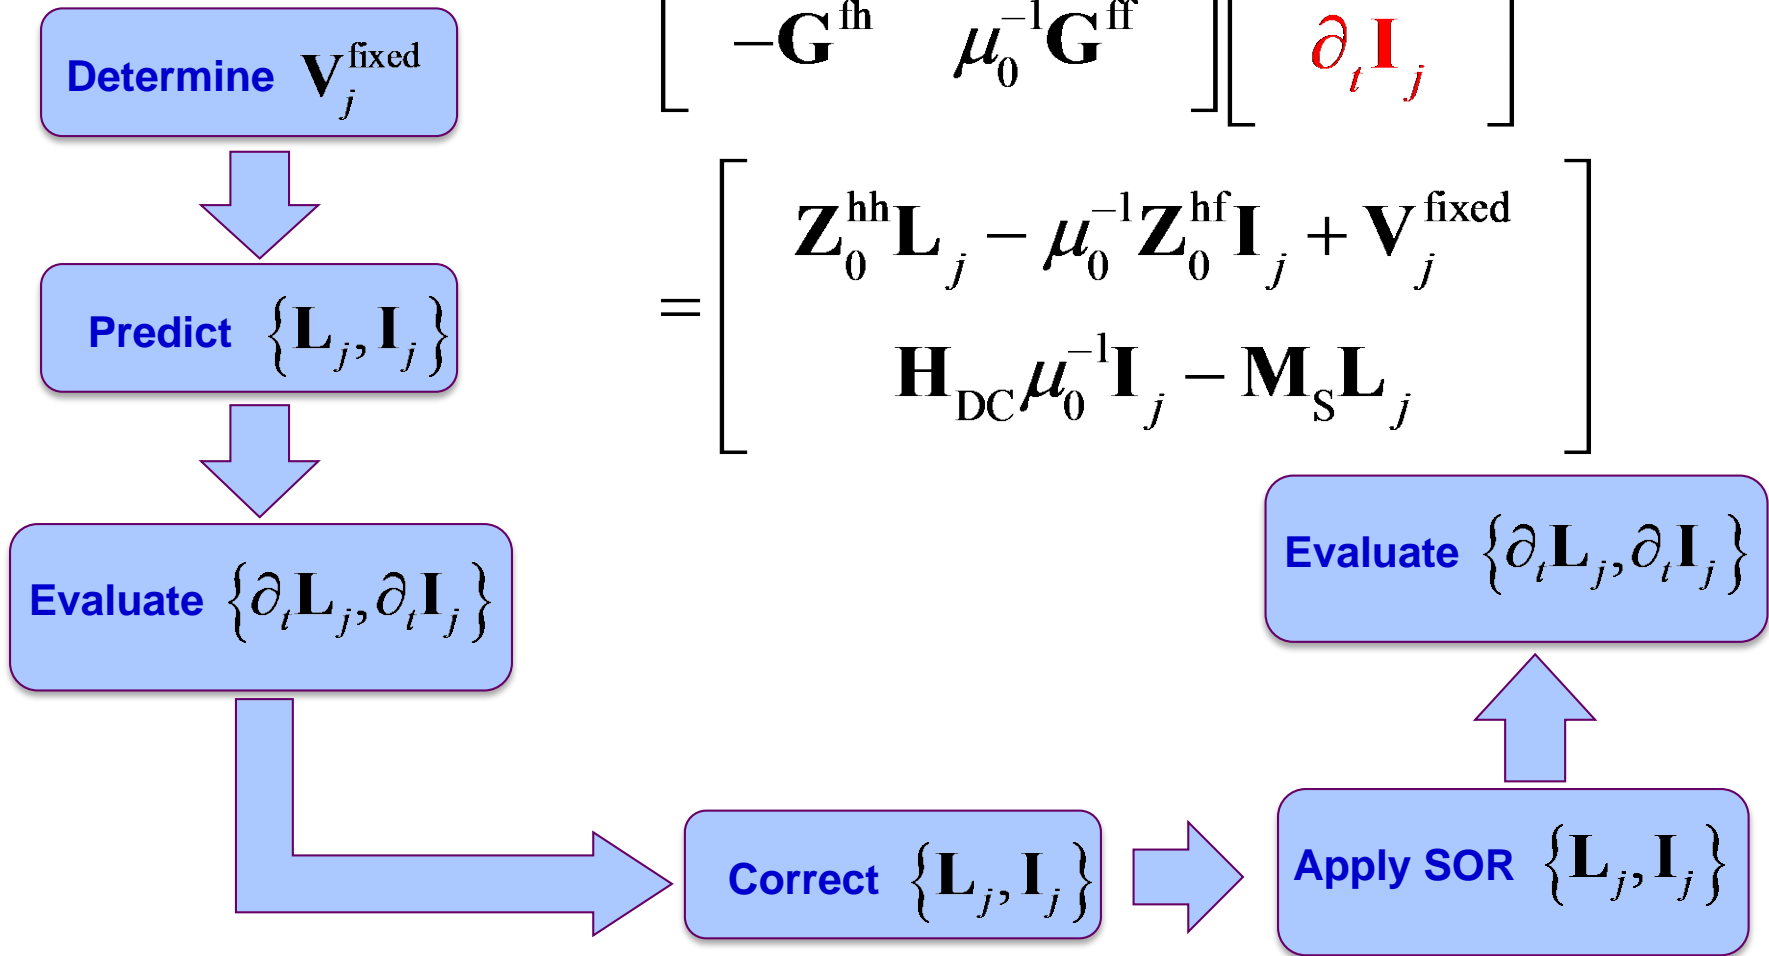 Determine V_j^fixed
Predict {L_j, I_j}
Evaluate {∂_t L_j, ∂_t I_j}
[ -G^fh μ_0^{-1} G^ff ] [ ∂_t I_j ]
= [ Z_0^hh L_j − μ_0^{-1} Z_0^hf I_j + V_j^fixed
H_DC μ_0^{-1} I_j − M_S L_j ]
Correct {L_j, I_j}
Apply SOR {L_j, I_j}
Evaluate {∂_t L_j, ∂_t I_j}